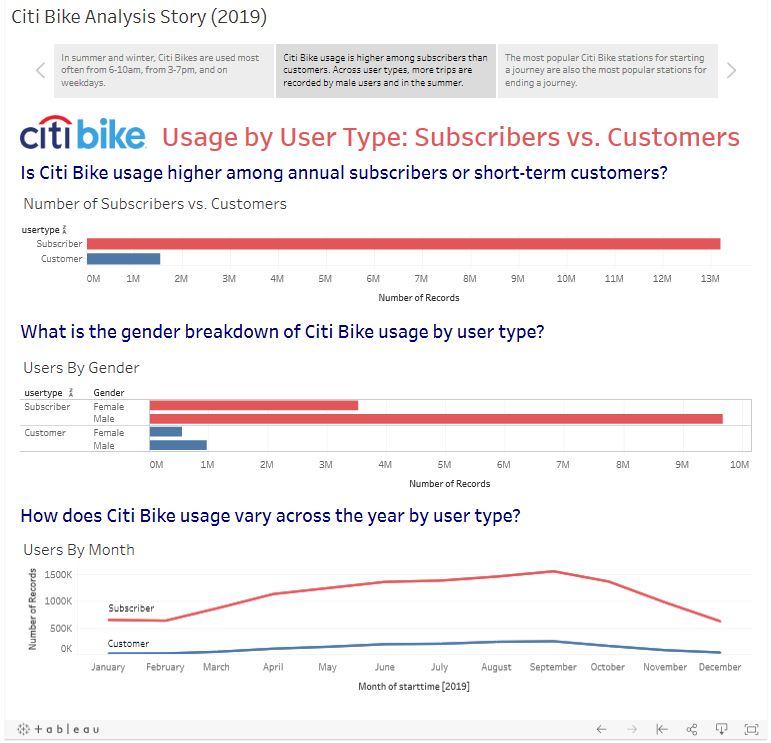 Citi Bike Analysis Story (2019)
In summer and winter, Citi Bikes are used most
often from 6-10am, from 3-7pm, and on
weekdays.
Citi Bike usage is higher among subscribers than
customers. Across user types, more trips are
recorded by male users and in the summer.
The most popular Citi Bike stations for starting
a journey are also the most popular stations for
ending a journey.
citi bike
Usage by User Type: Subscribers vs. Customers
Is Citi Bike usage higher among annual subscribers or short-term customers?
Number of Subscribers vs. Customers
usertype
Subscriber
Customer
0M 1M 2M 3M 4M 5M 6M 7M 8M 9M 10M 11M 12M 13M
Number of Records
What is the gender breakdown of Citi Bike usage by user type?
Users By Gender
usertype Gender
Subscriber Female
Male
Customer Female
Male
0M 1M 2M 3M 4M 5M 6M 7M 8M 9M 10M
Number of Records
How does Citi Bike usage vary across the year by user type?
Users By Month
Number of Records
1500K
1000K
500K
0K
Subscriber
Customer
January February March April May June July August September October November December
Month of starttime [2019]
+ableau